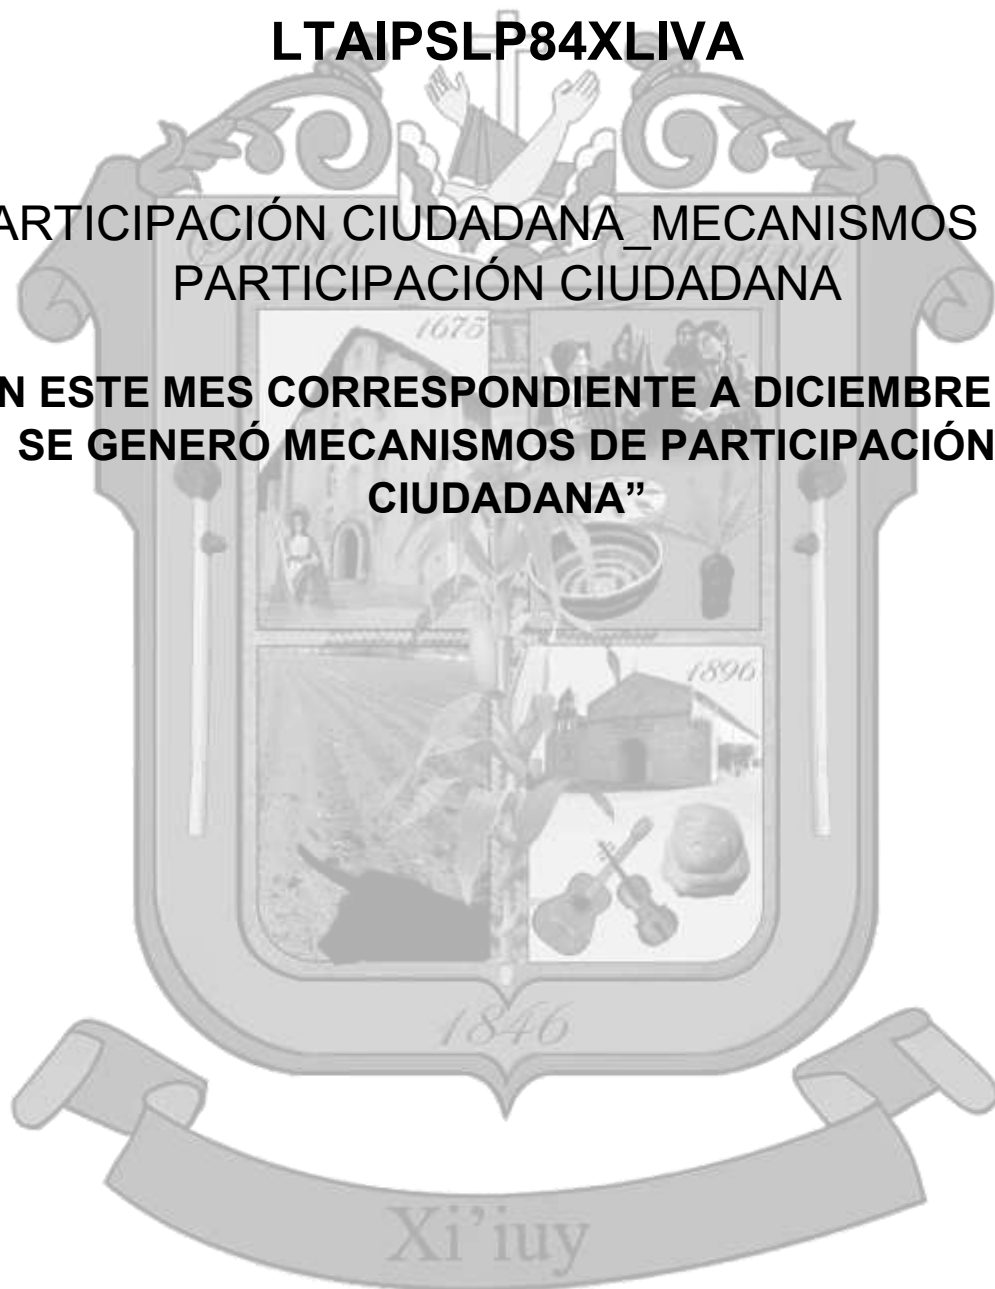 LTAIPSLP84XLIVA
ARTICIPACIÓN CIUDADANA_MECANISMOS
PARTICIPACIÓN CIUDADANA
1675
N ESTE MES CORRESPONDIENTE A DICIEMBRE
SE GENERÓ MECANISMOS DE PARTICIPACIÓN
CIUDADANA”
1896
1846
Xi’iuy